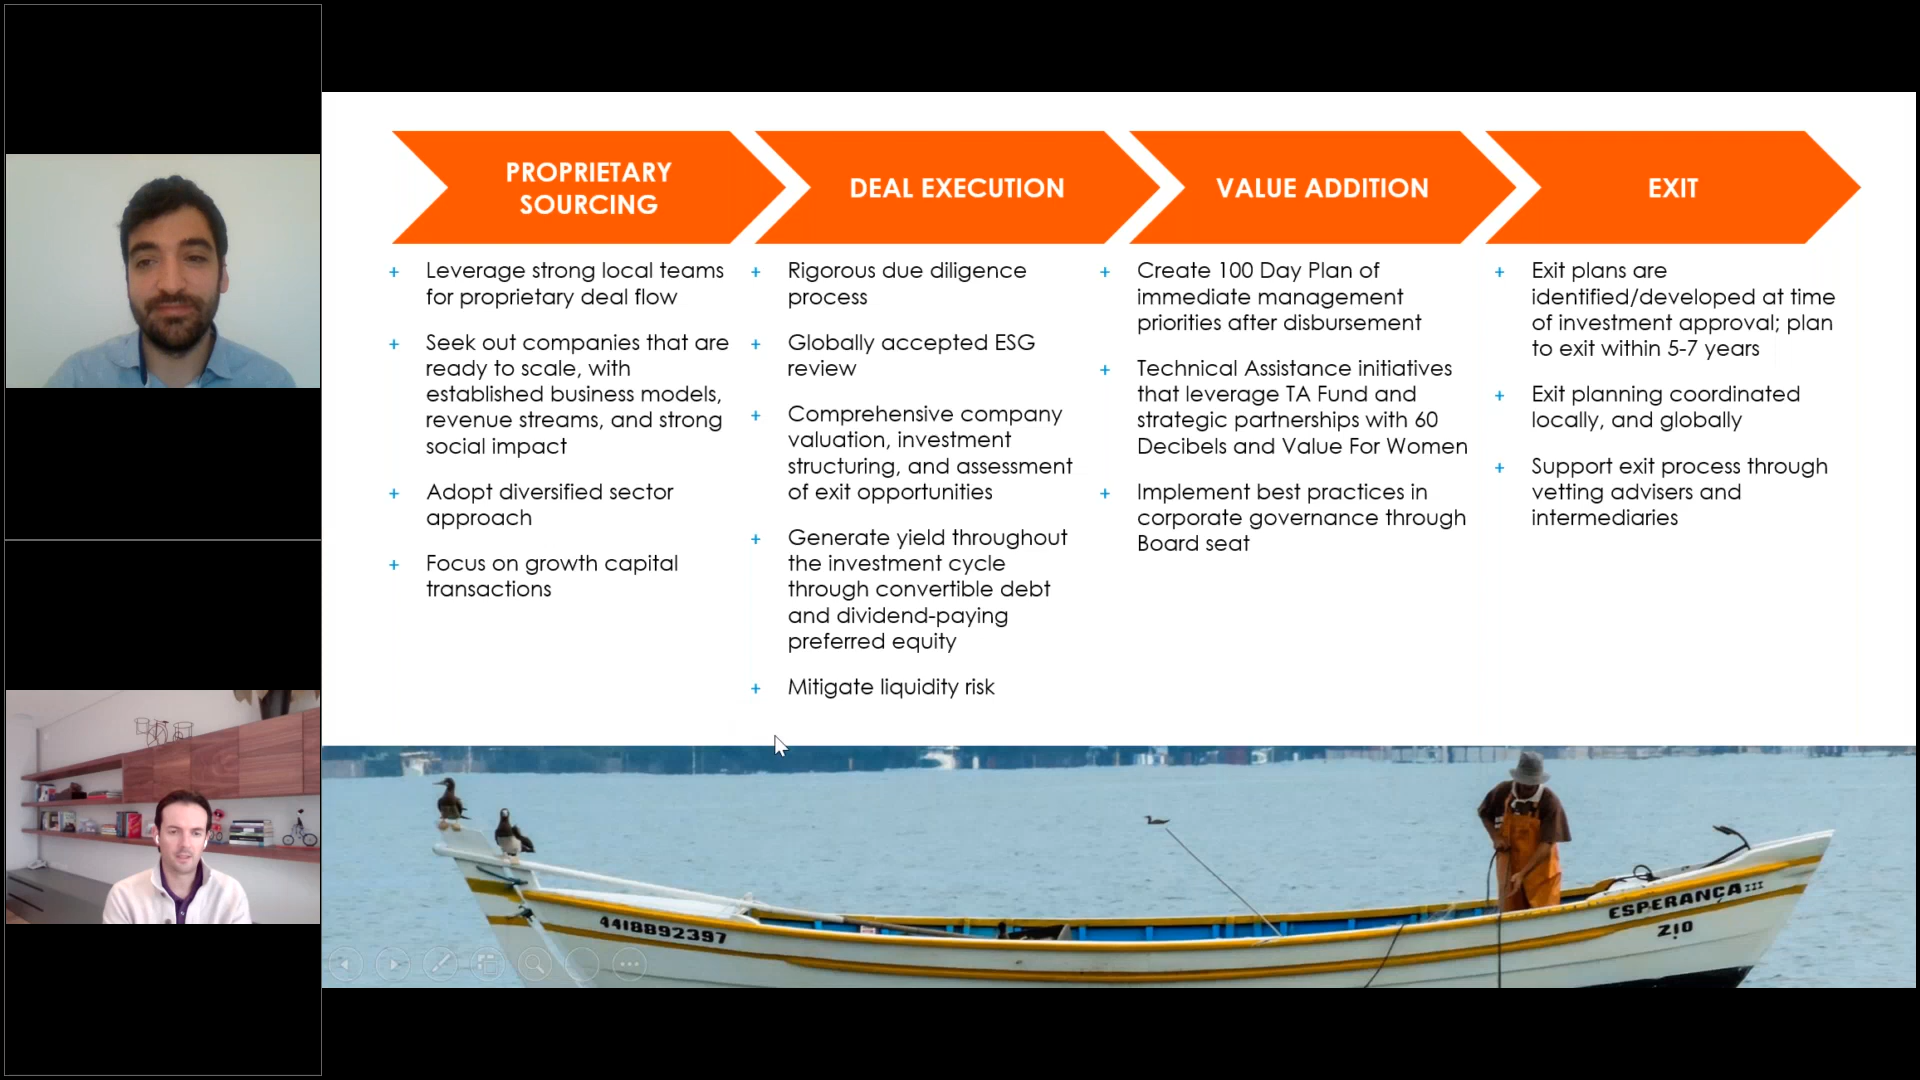 PROPRIETARY
SOURCING
Leverage strong local teams
for proprietary deal flow
Seek out companies that are
ready to scale, with
established business models,
revenue streams, and strong
social impact
Adopt diversified sector
approach
Focus on growth capital
transactions
DEAL EXECUTION
Rigorous due diligence
process
Globally accepted ESG
review
Comprehensive company
valuation, investment
structuring, and assessment
of exit opportunities
Generate yield throughout
the investment cycle
through convertible debt
and dividend-paying
preferred equity
Mitigate liquidity risk
VALUE ADDITION
Create 100 Day Plan of
immediate management
priorities after disbursement
Technical Assistance initiatives
that leverage TA Fund and
strategic partnerships with 60
Decibels and Value For Women
Implement best practices in
corporate governance through
Board seat
EXIT
Exit plans are
identified/developed at time
of investment approval; plan
to exit within 5-7 years
Exit planning coordinated
locally, and globally
Support exit process through
vetting advisers and
intermediaries
4418892397
ESPERANÇA III
ZIO